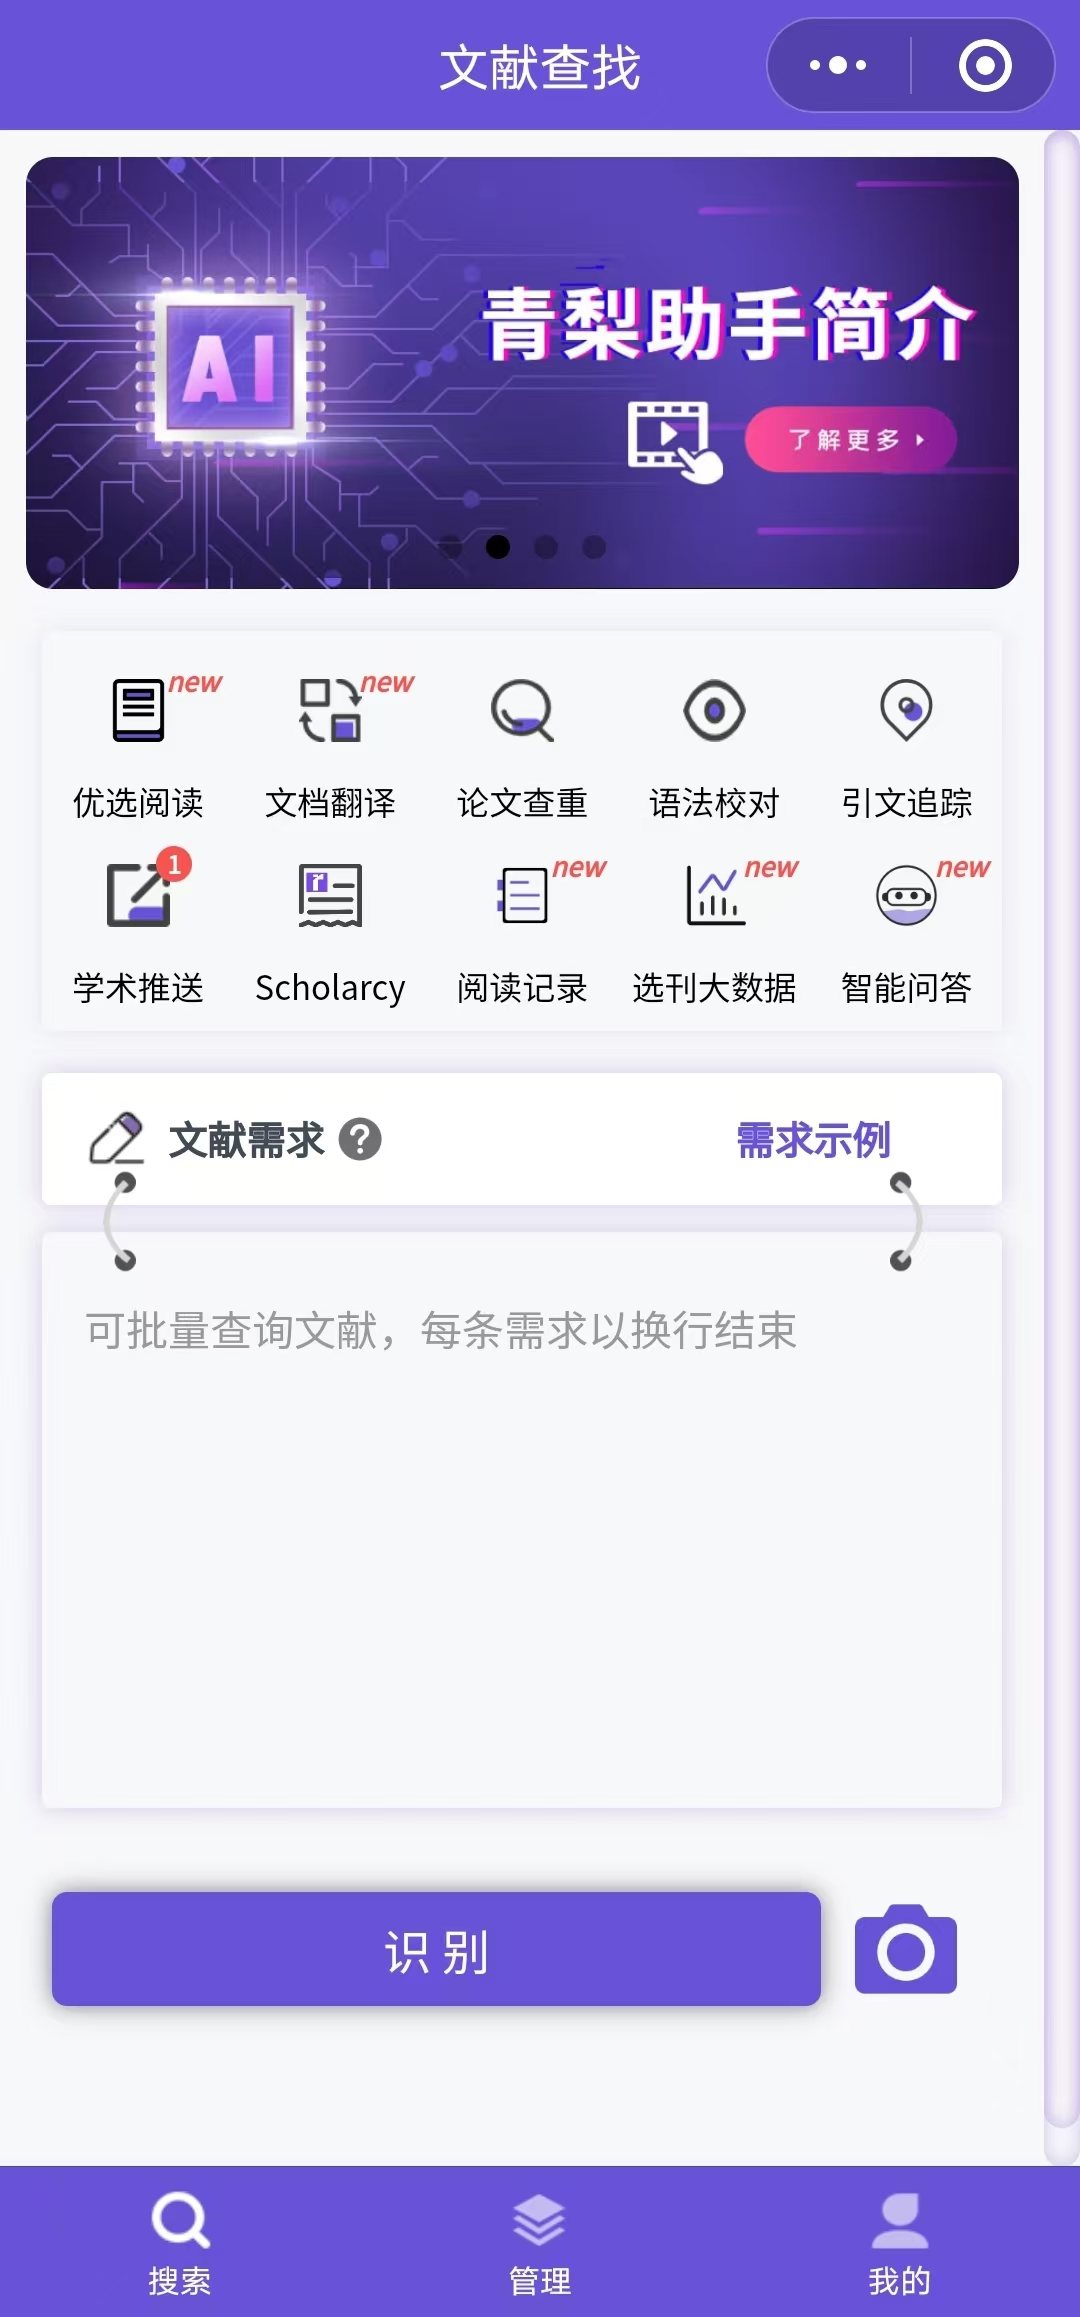 文献查找
AI
青梨助手简介
了解更多
new
new
优选阅读
文档翻译
论文查重
语法校对
引文追踪
1
new
new
new
学术推送
Scholarcy
阅读记录
选刊大数据
智能问答
文献需求
需求示例
可批量查询文献，每条需求以换行结束
识别
搜索
管理
我的